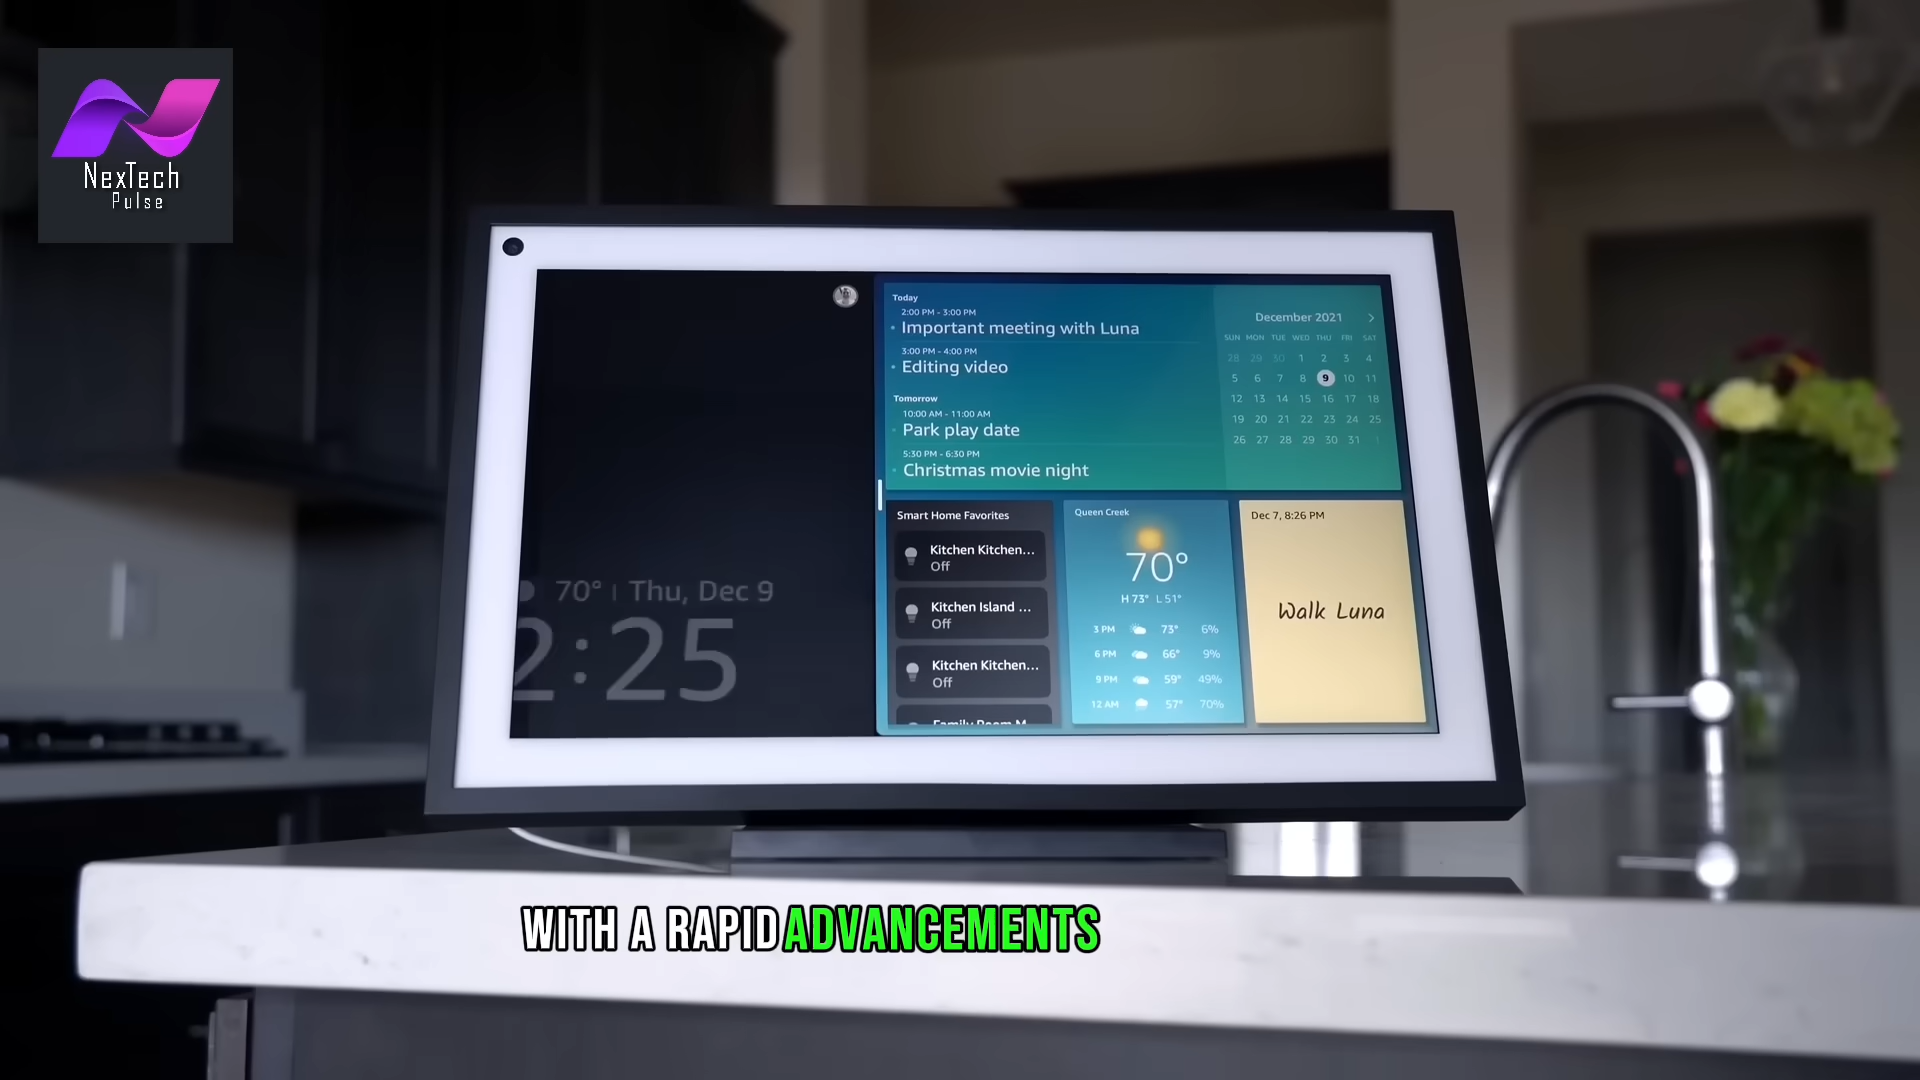 NexTech
Pulse
70° | Thu, Dec 9
2:25
Today
2:00 PM - 3:00 PM
Important meeting with Luna
3:00 PM - 4:00 PM
Editing video
Tomorrow
10:00 AM - 11:00 AM
Park play date
5:30 PM - 6:30 PM
Christmas movie night
December 2021 >
SUN MON TUE WED THU FRI SAT
28 29 30 1 2 3 4
5 6 7 8 9 10 11
12 13 14 15 16 17 18
19 20 21 22 23 24 25
26 27 28 29 30 31 1
Smart Home Favorites
Kitchen Kitchen...
Off
Kitchen Island ...
Off
Kitchen Kitchen...
Off
Family Room M
Queen Creek
70°
H 73° L 51°
3 PM 73° 6%
6 PM 66° 9%
9 PM 59° 49%
12 AM 57° 70%
Dec 7, 8:26 PM
Walk Luna
WITH A RAPID ADVANCEMENTS